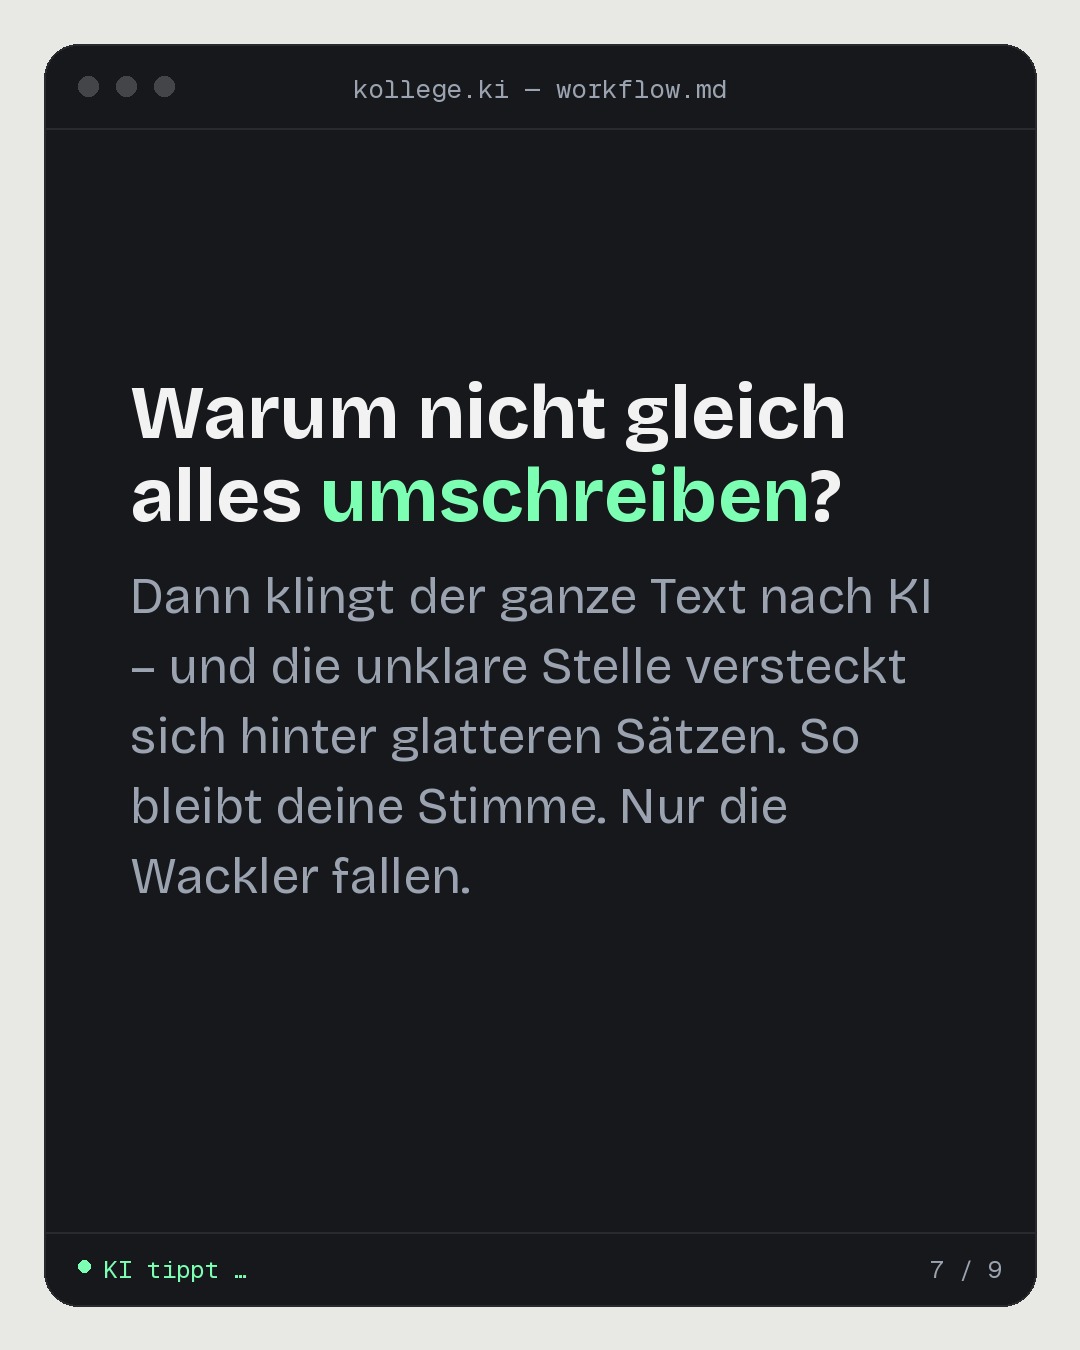 kollege.ki — workflow.md
Warum nicht gleich
alles umschreiben?
Dann klingt der ganze Text nach KI
– und die unklare Stelle versteckt
sich hinter glatteren Sätzen. So
bleibt deine Stimme. Nur die
Wackler fallen.
KI tippt …
7 / 9